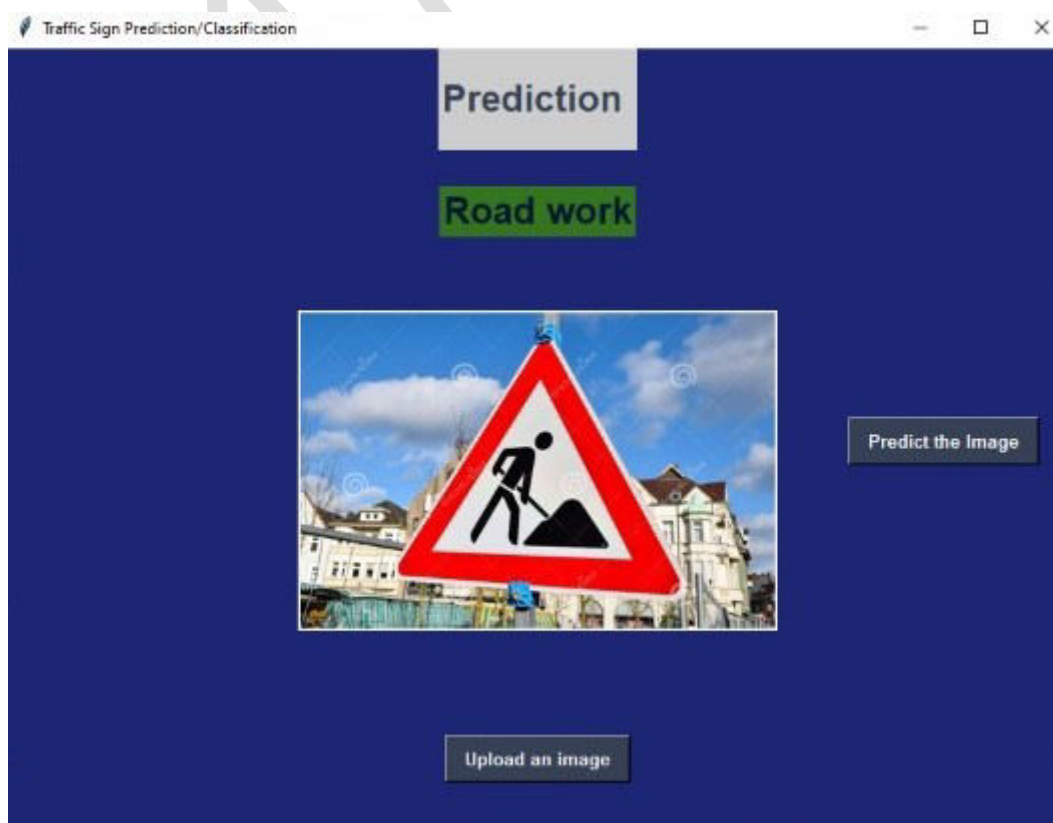 Traffic Sign Prediction/Classification
Prediction
Road work
Predict the Image
Upload an image